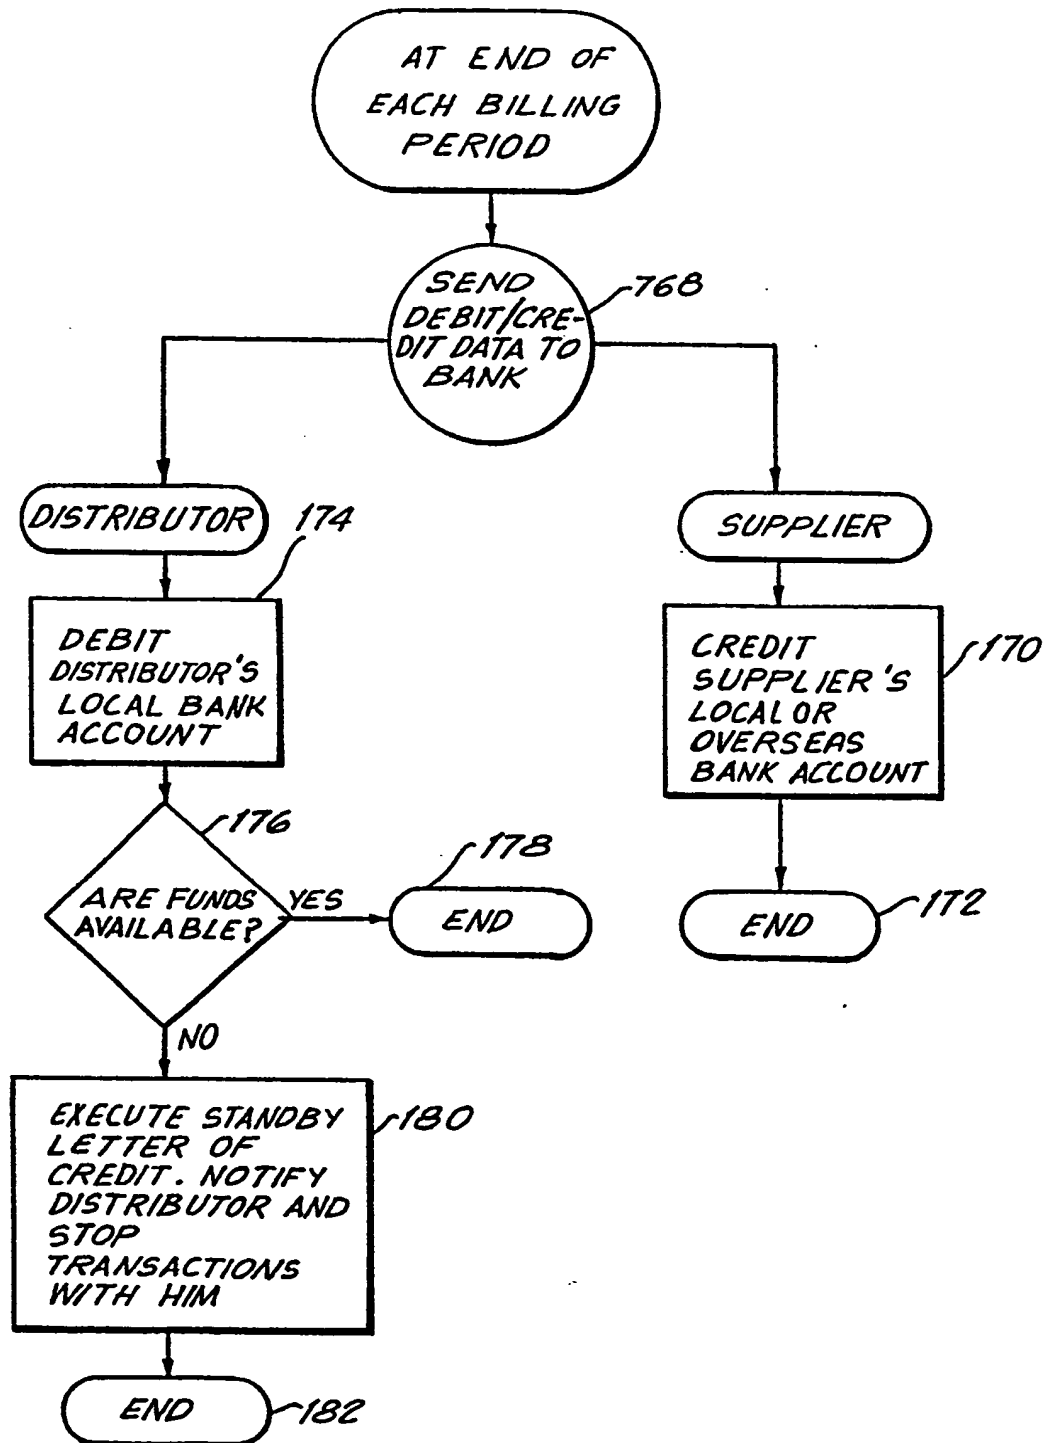 AT END OF
EACH BILLING
PERIOD
SEND
DEBIT/CRE-
DIT DATA TO
BANK
768
DISTRIBUTOR
174
DEBIT
DISTRIBUTOR'S
LOCAL BANK
ACCOUNT
176
ARE FUNDS
AVAILABLE?
YES
178
END
NO
EXECUTE STANDBY
LETTER OF
CREDIT. NOTIFY
DISTRIBUTOR AND
STOP
TRANSACTIONS
WITH HIM
180
END
182
SUPPLIER
CREDIT
SUPPLIER'S
LOCAL OR
OVERSEAS
BANK ACCOUNT
170
END
172